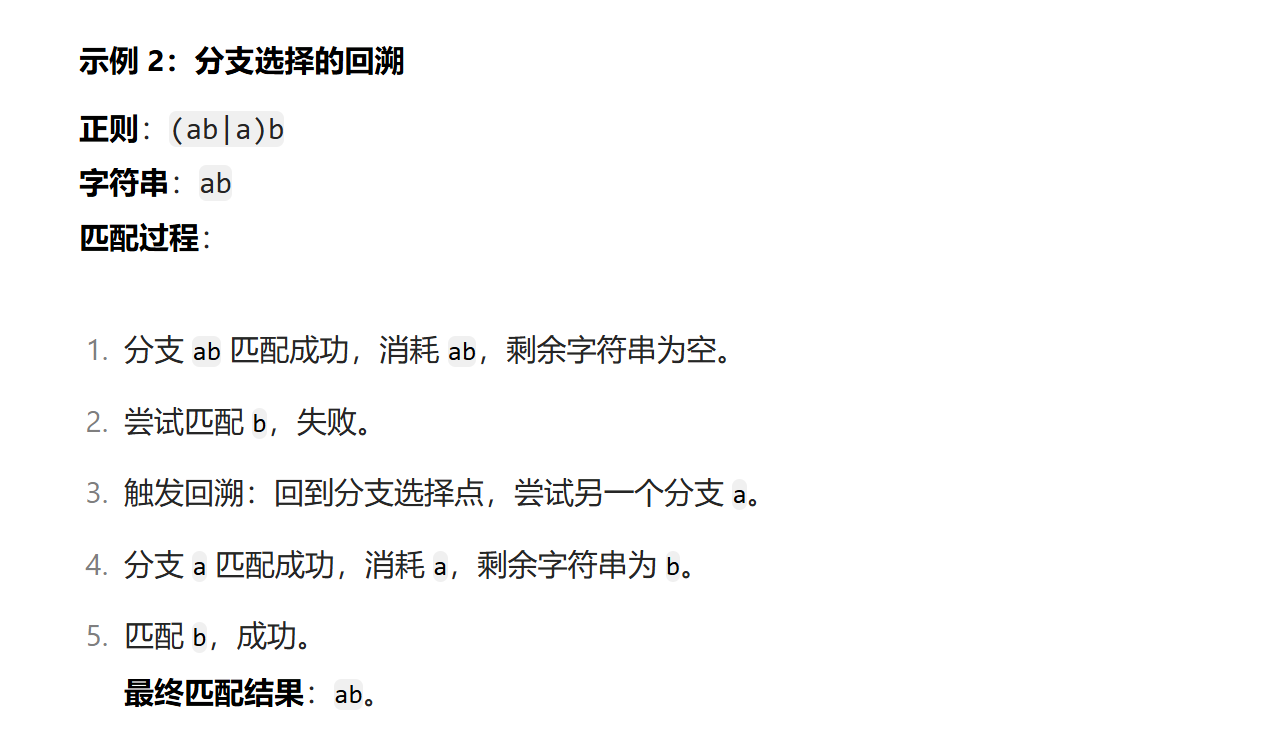 示例 2：分支选择的回溯
正则：(ab|a)b
字符串：ab
匹配过程：
1. 分支 ab 匹配成功，消耗 ab，剩余字符串为空。
2. 尝试匹配 b，失败。
3. 触发回溯：回到分支选择点，尝试另一个分支 a。
4. 分支 a 匹配成功，消耗 a，剩余字符串为 b。
5. 匹配 b，成功。
最终匹配结果：ab。